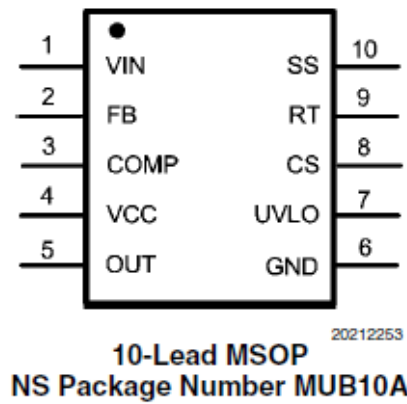 1 VIN SS 10
2 FB RT 9
3 COMP CS 8
4 VCC UVLO 7
5 OUT GND 6
20212253
10-Lead MSOP
NS Package Number MUB10A